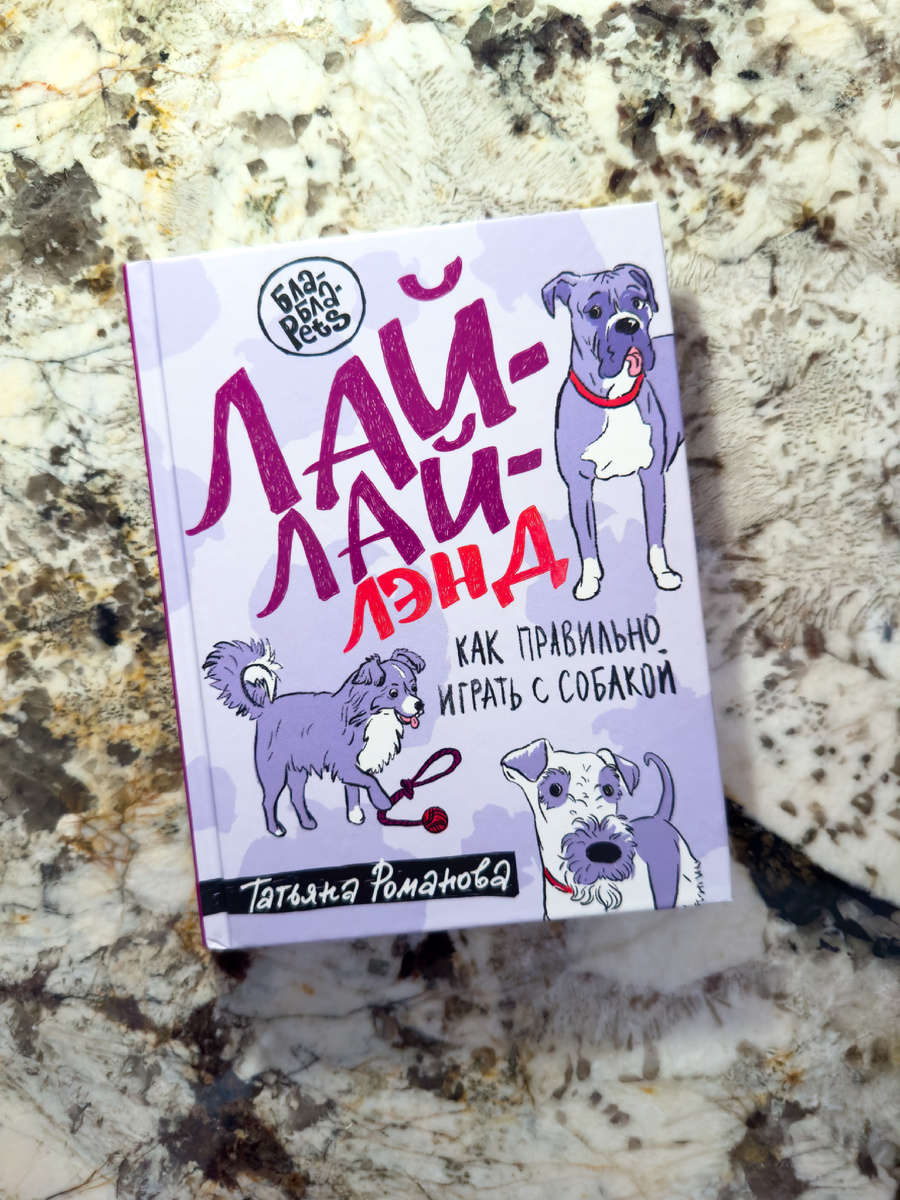 Бла-
бла-
Pets
ЛАЙ-
ЛАЙ-
ЛЭНД
КАК ПРАВИЛЬНО
ИГРАТЬ С СОБАКОЙ
Татьяна Романова